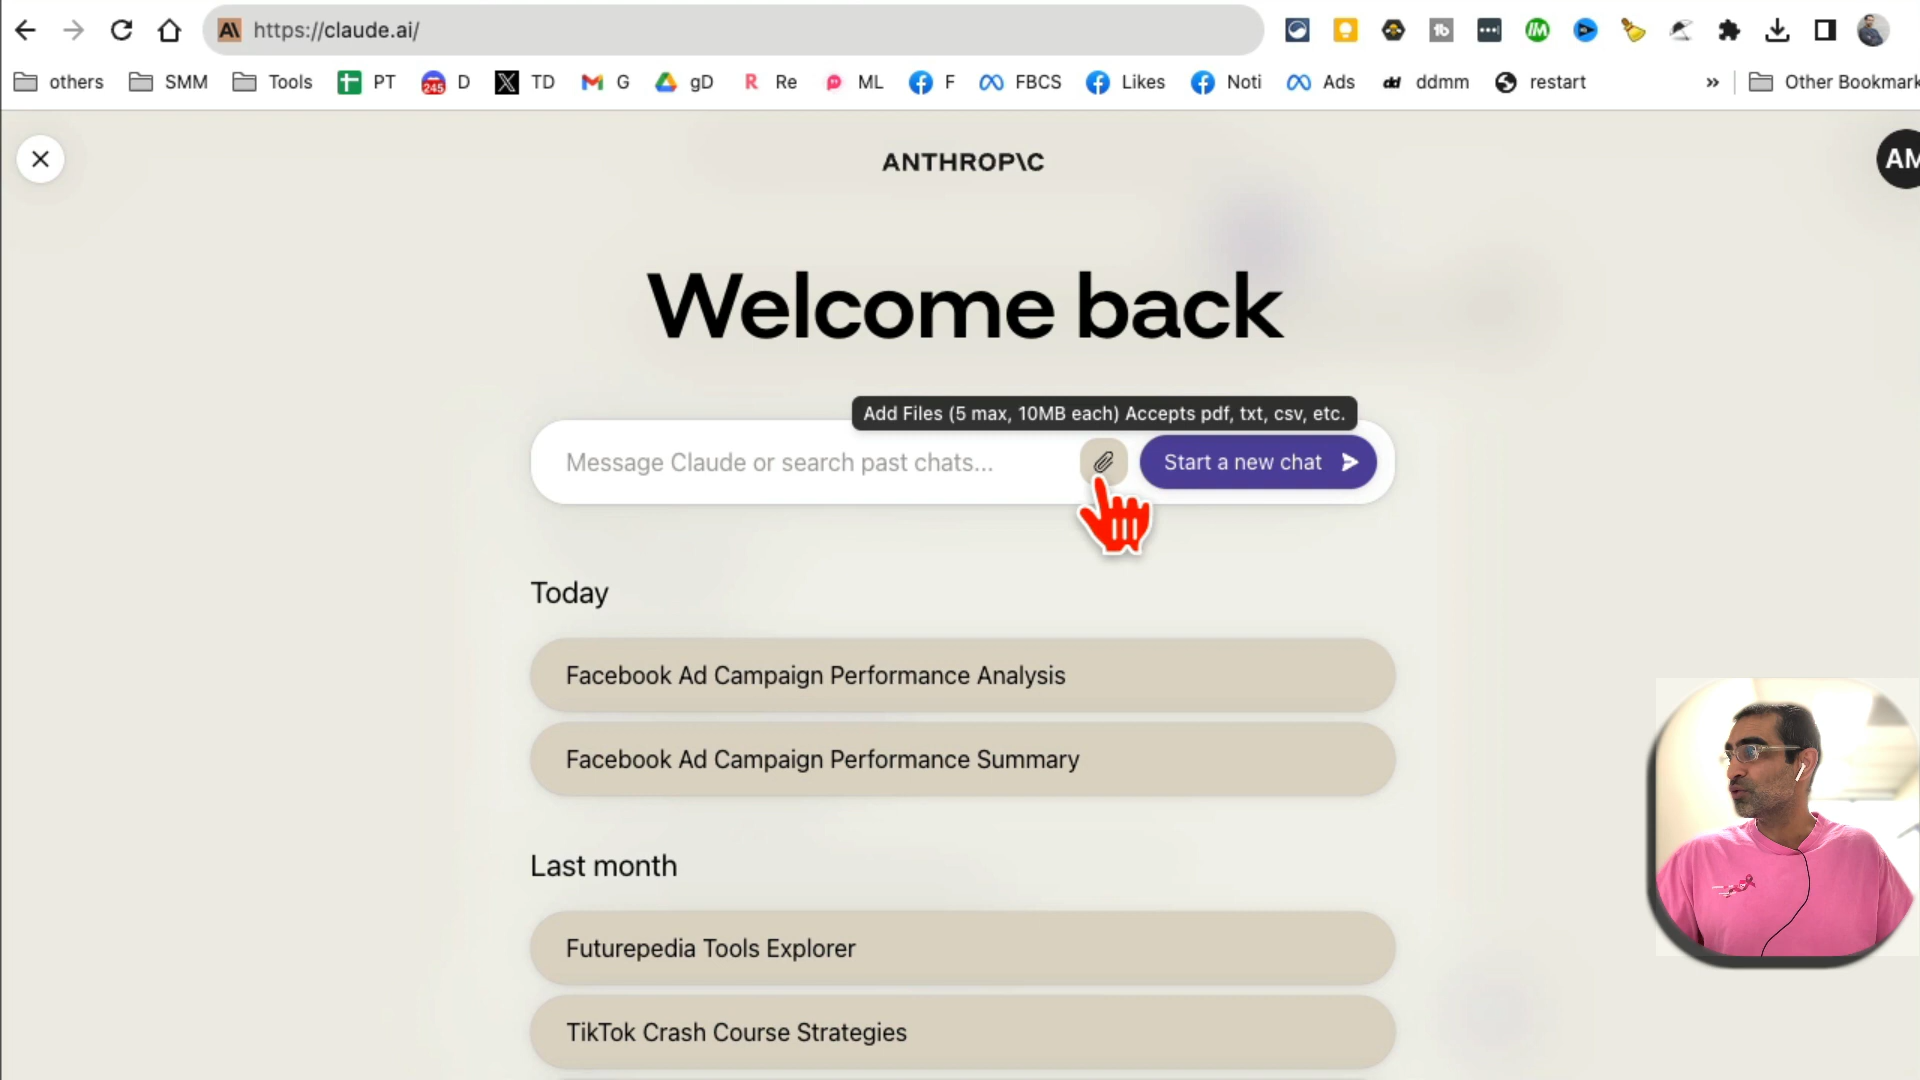 https://claude.ai/
others SMM Tools PT 245 D TD G gD R Re ML F FBCS Likes Noti Ads dd ddmm restart » Other Bookmark
ANTHROP\C
AM
Welcome back
Add Files (5 max, 10MB each) Accepts pdf, txt, csv, etc.
Message Claude or search past chats...
Start a new chat
Today
Facebook Ad Campaign Performance Analysis
Facebook Ad Campaign Performance Summary
Last month
Futurepedia Tools Explorer
TikTok Crash Course Strategies